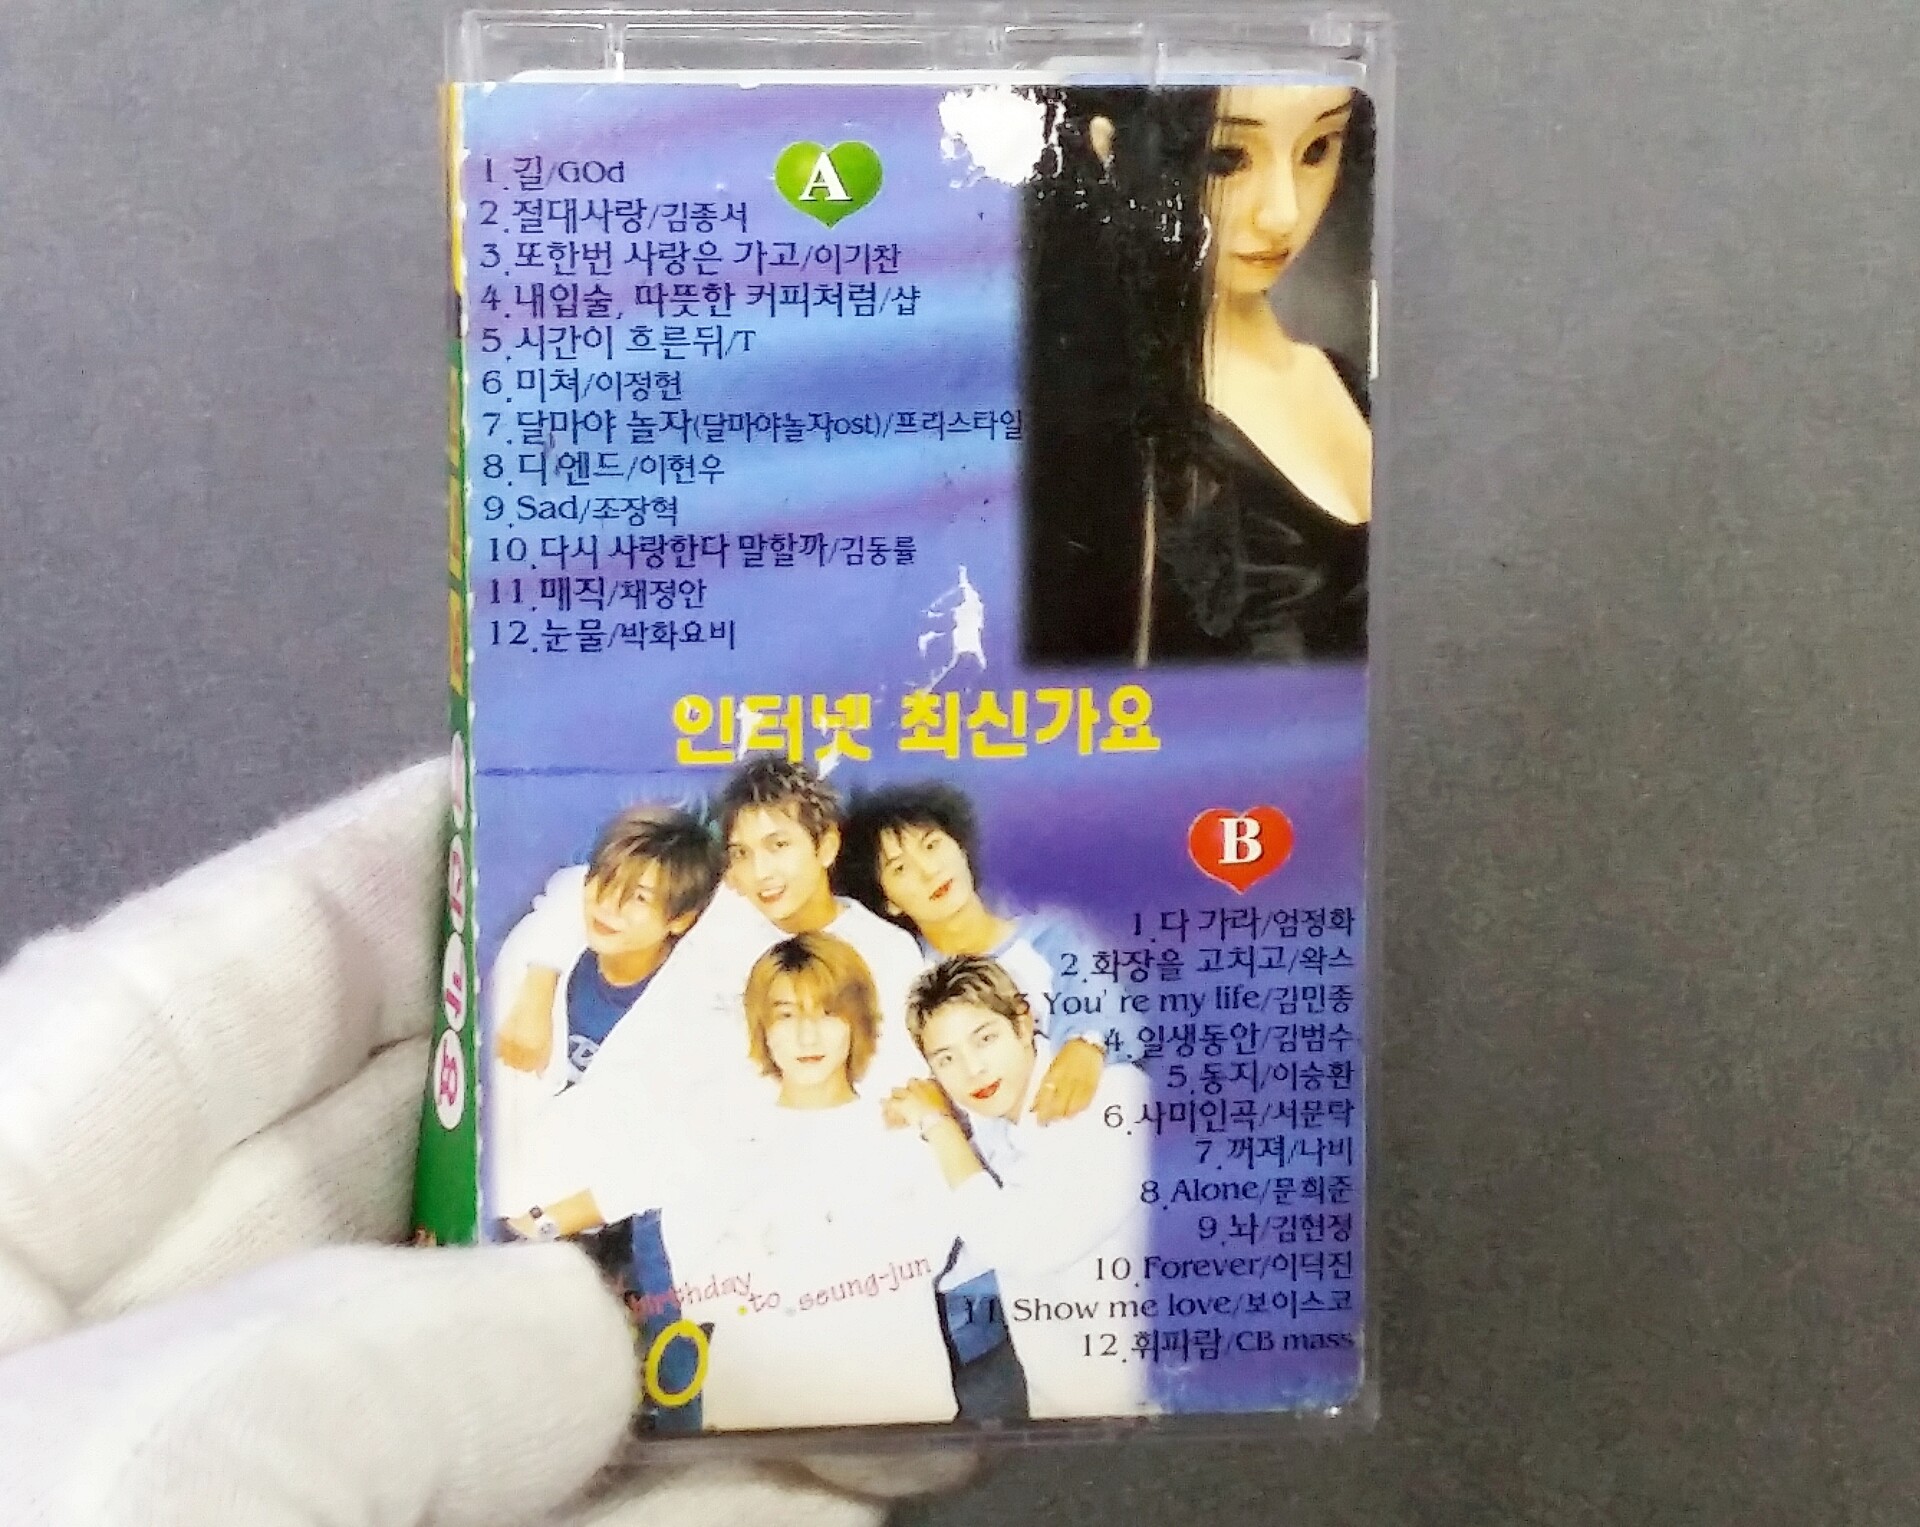 A
1.길/GOd
2.절대사랑/김종서
3.또한번 사랑은 가고/이기찬
4.내입술, 따뜻한 커피처럼/샵
5.시간이 흐른뒤/T
6.미쳐/이정현
7.달마야 놀자(달마야놀자ost)/프리스타일
8.디 엔드/이현우
9.Sad/조장혁
10.다시 사랑한다 말할까/김동률
11.매직/채정안
12.눈물/박화요비
인터넷 최신가요
B
1.다 가라/엄정화
2.화장을 고치고/왁스
3.You' re my life/김민종
4.일생동안/김범수
5.동지/이승환
6.사미인곡/서문탁
7.꺼져/나비
8.Alone/문희준
9.놔/김현정
10.Forever/이덕진
11.Show me love/보이스코
12.휘파람/CB mass
birthday to seung-jun